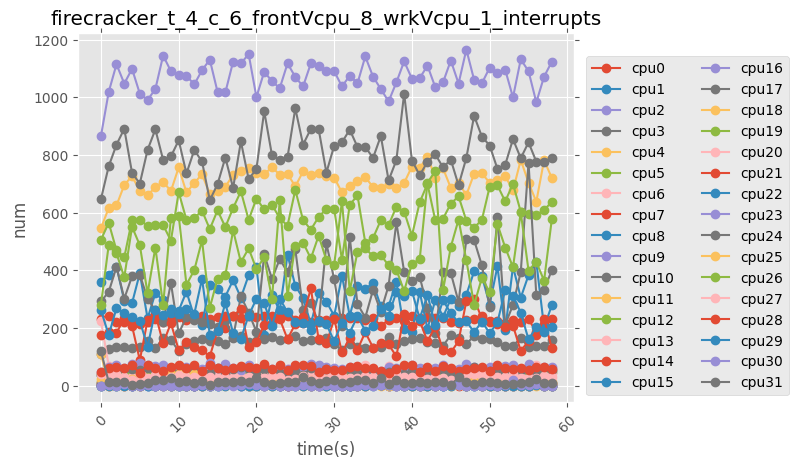 firecracker_t_4_c_6_frontVcpu_8_wrkVcpu_1_interrupts
1200
1000
800
600
400
200
0
num
0
10
20
30
40
50
60
time(s)
cpu0
cpu1
cpu2
cpu3
cpu4
cpu5
cpu6
cpu7
cpu8
cpu9
cpu10
cpu11
cpu12
cpu13
cpu14
cpu15
cpu16
cpu17
cpu18
cpu19
cpu20
cpu21
cpu22
cpu23
cpu24
cpu25
cpu26
cpu27
cpu28
cpu29
cpu30
cpu31